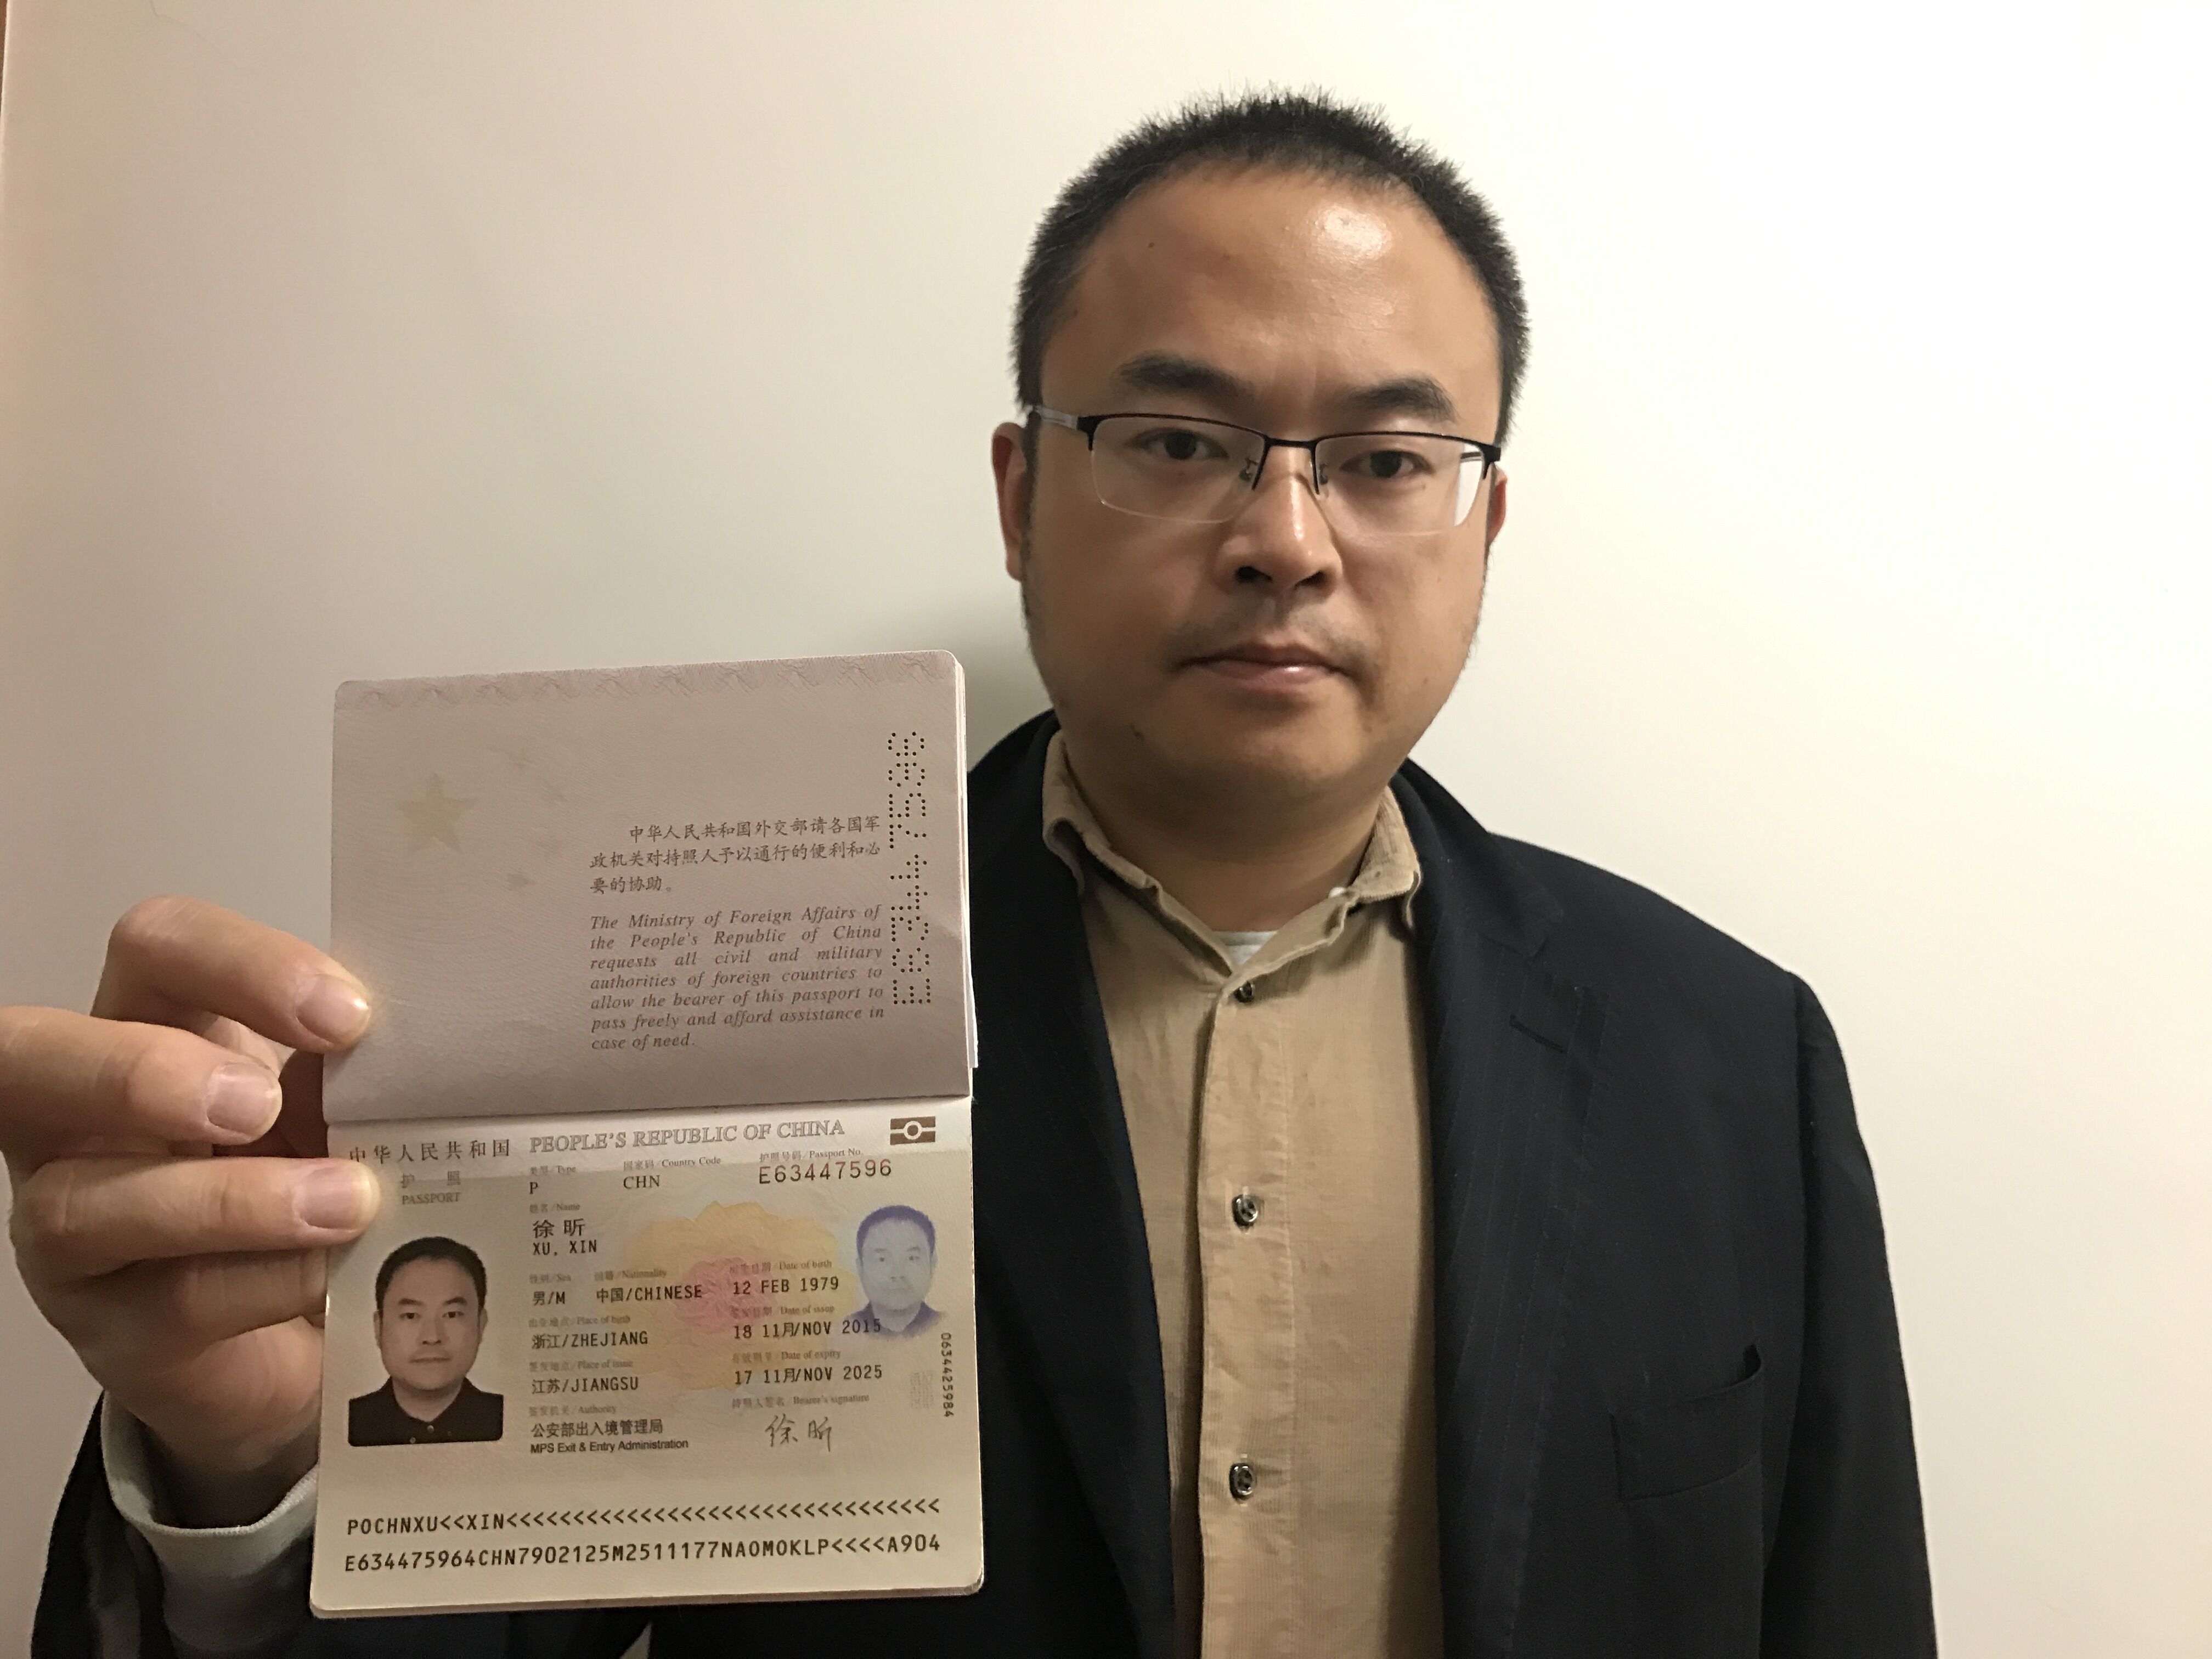 中华人民共和国外交部请各国军
政机关对持照人予以通行的便利和必
要的协助。
The Ministry of Foreign Affairs of
the People's Republic of China
requests all civil and military
authorities of foreign countries to
allow the bearer of this passport to
pass freely and afford assistance in
case of need.
E63447596
中华人民共和国 PEOPLE'S REPUBLIC OF CHINA
护 照
PASSPORT
类型/Type 国家码/Country Code 护照号码/Passport No.
P CHN E63447596
姓名/Name
徐昕
XU, XIN
性别/Sex 国籍/Nationality 出生日期/Date of birth
男/M 中国/CHINESE 12 FEB 1979
出生地点/Place of birth 签发日期/Date of issue
浙江/ZHEJIANG 18 11月/NOV 2015
签发地点/Place of issue 有效期至/Date of expiry
江苏/JIANGSU 17 11月/NOV 2025
签发机关/Authority 持照人签名/Bearer's signature
公安部出入境管理局
MPS Exit & Entry Administration
徐昕
0634425984
POCHNXU<<XIN<<<<<<<<<<<<<<<<<<<<<<<<<<<<<<<<
E634475964CHN7902125M2511177NAOMOKLP<<<<A904